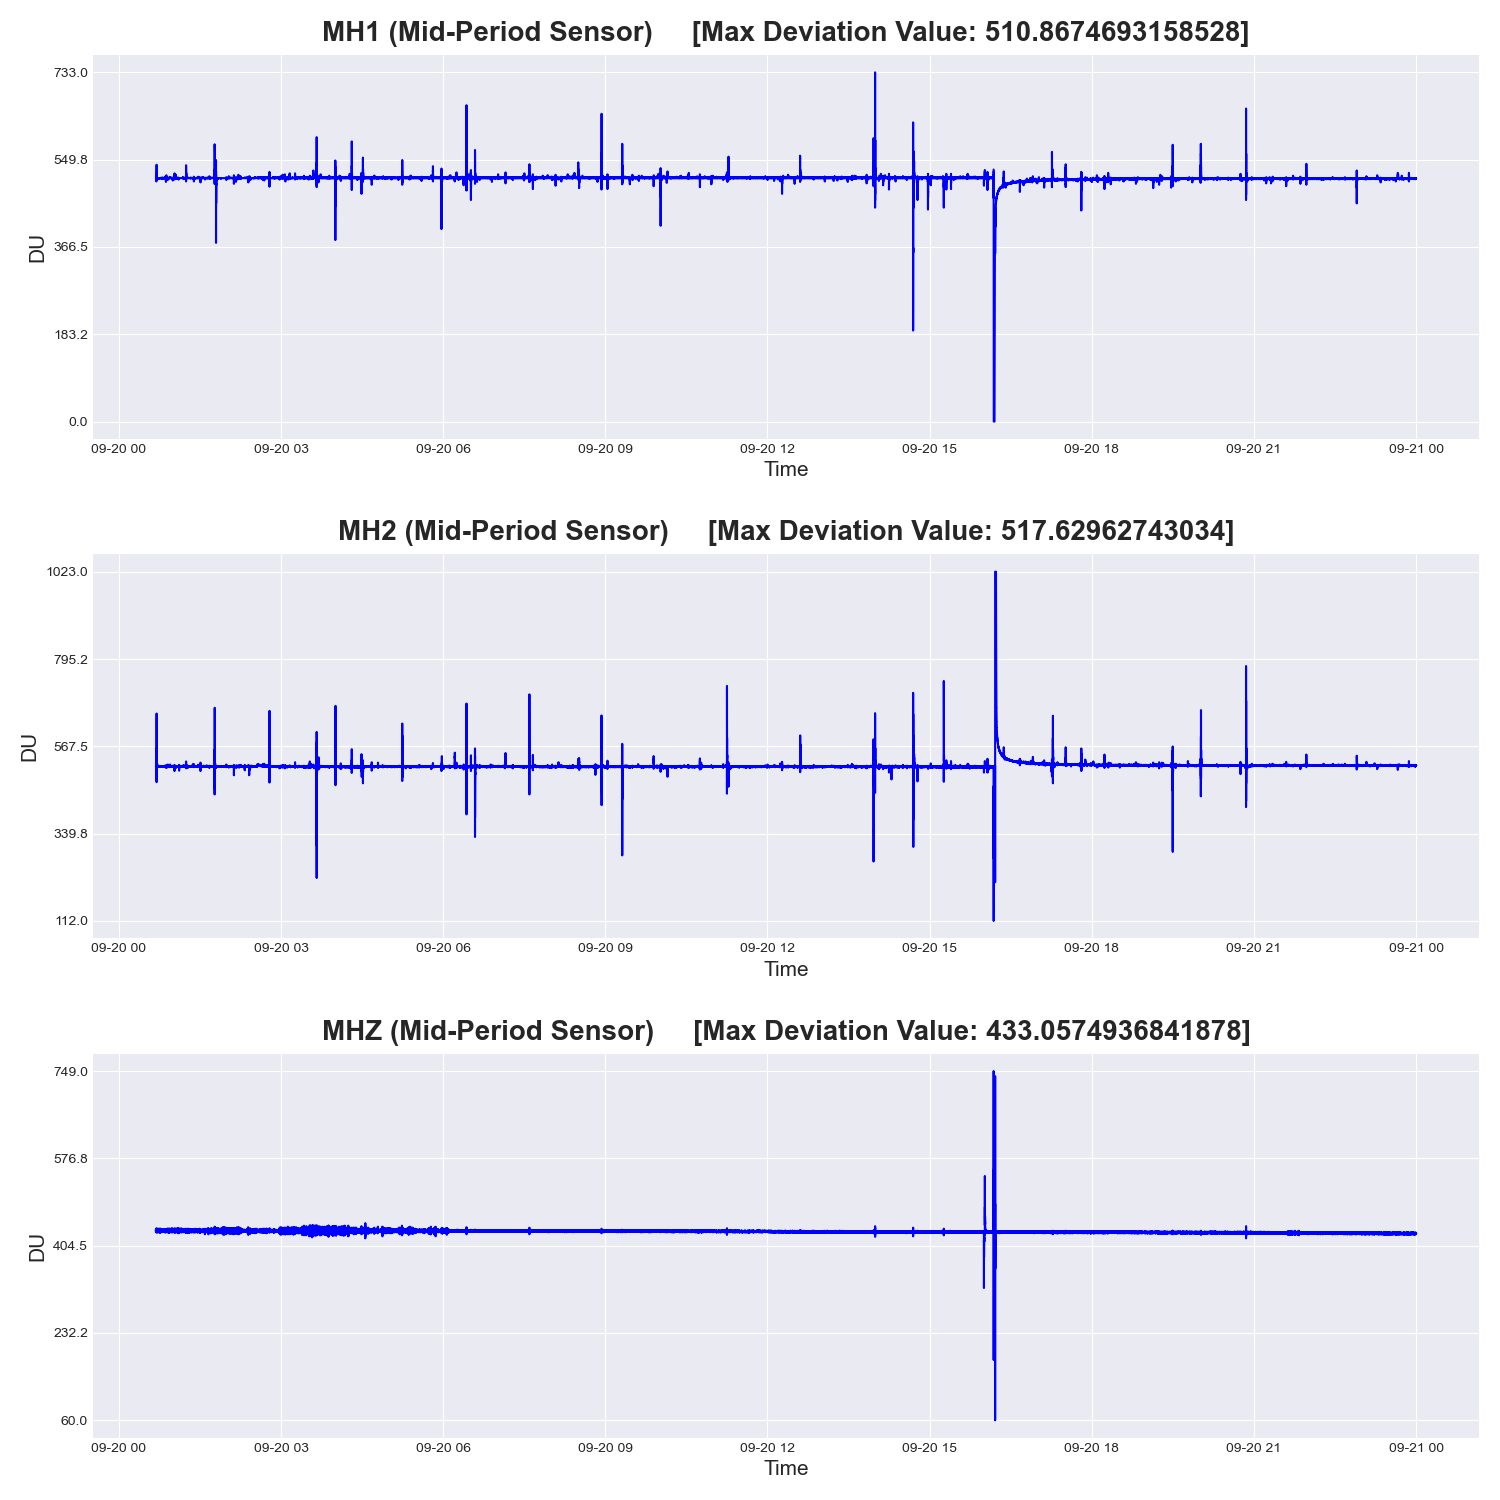 MH1 (Mid-Period Sensor) [Max Deviation Value: 510.8674693158528]
733.0
549.8
366.5
183.2
0.0
DU
09-20 00 09-20 03 09-20 06 09-20 09 09-20 12 09-20 15 09-20 18 09-20 21 09-21 00
Time
MH2 (Mid-Period Sensor) [Max Deviation Value: 517.62962743034]
1023.0
795.2
567.5
339.8
112.0
DU
09-20 00 09-20 03 09-20 06 09-20 09 09-20 12 09-20 15 09-20 18 09-20 21 09-21 00
Time
MHZ (Mid-Period Sensor) [Max Deviation Value: 433.0574936841878]
749.0
576.8
404.5
232.2
60.0
DU
09-20 00 09-20 03 09-20 06 09-20 09 09-20 12 09-20 15 09-20 18 09-20 21 09-21 00
Time